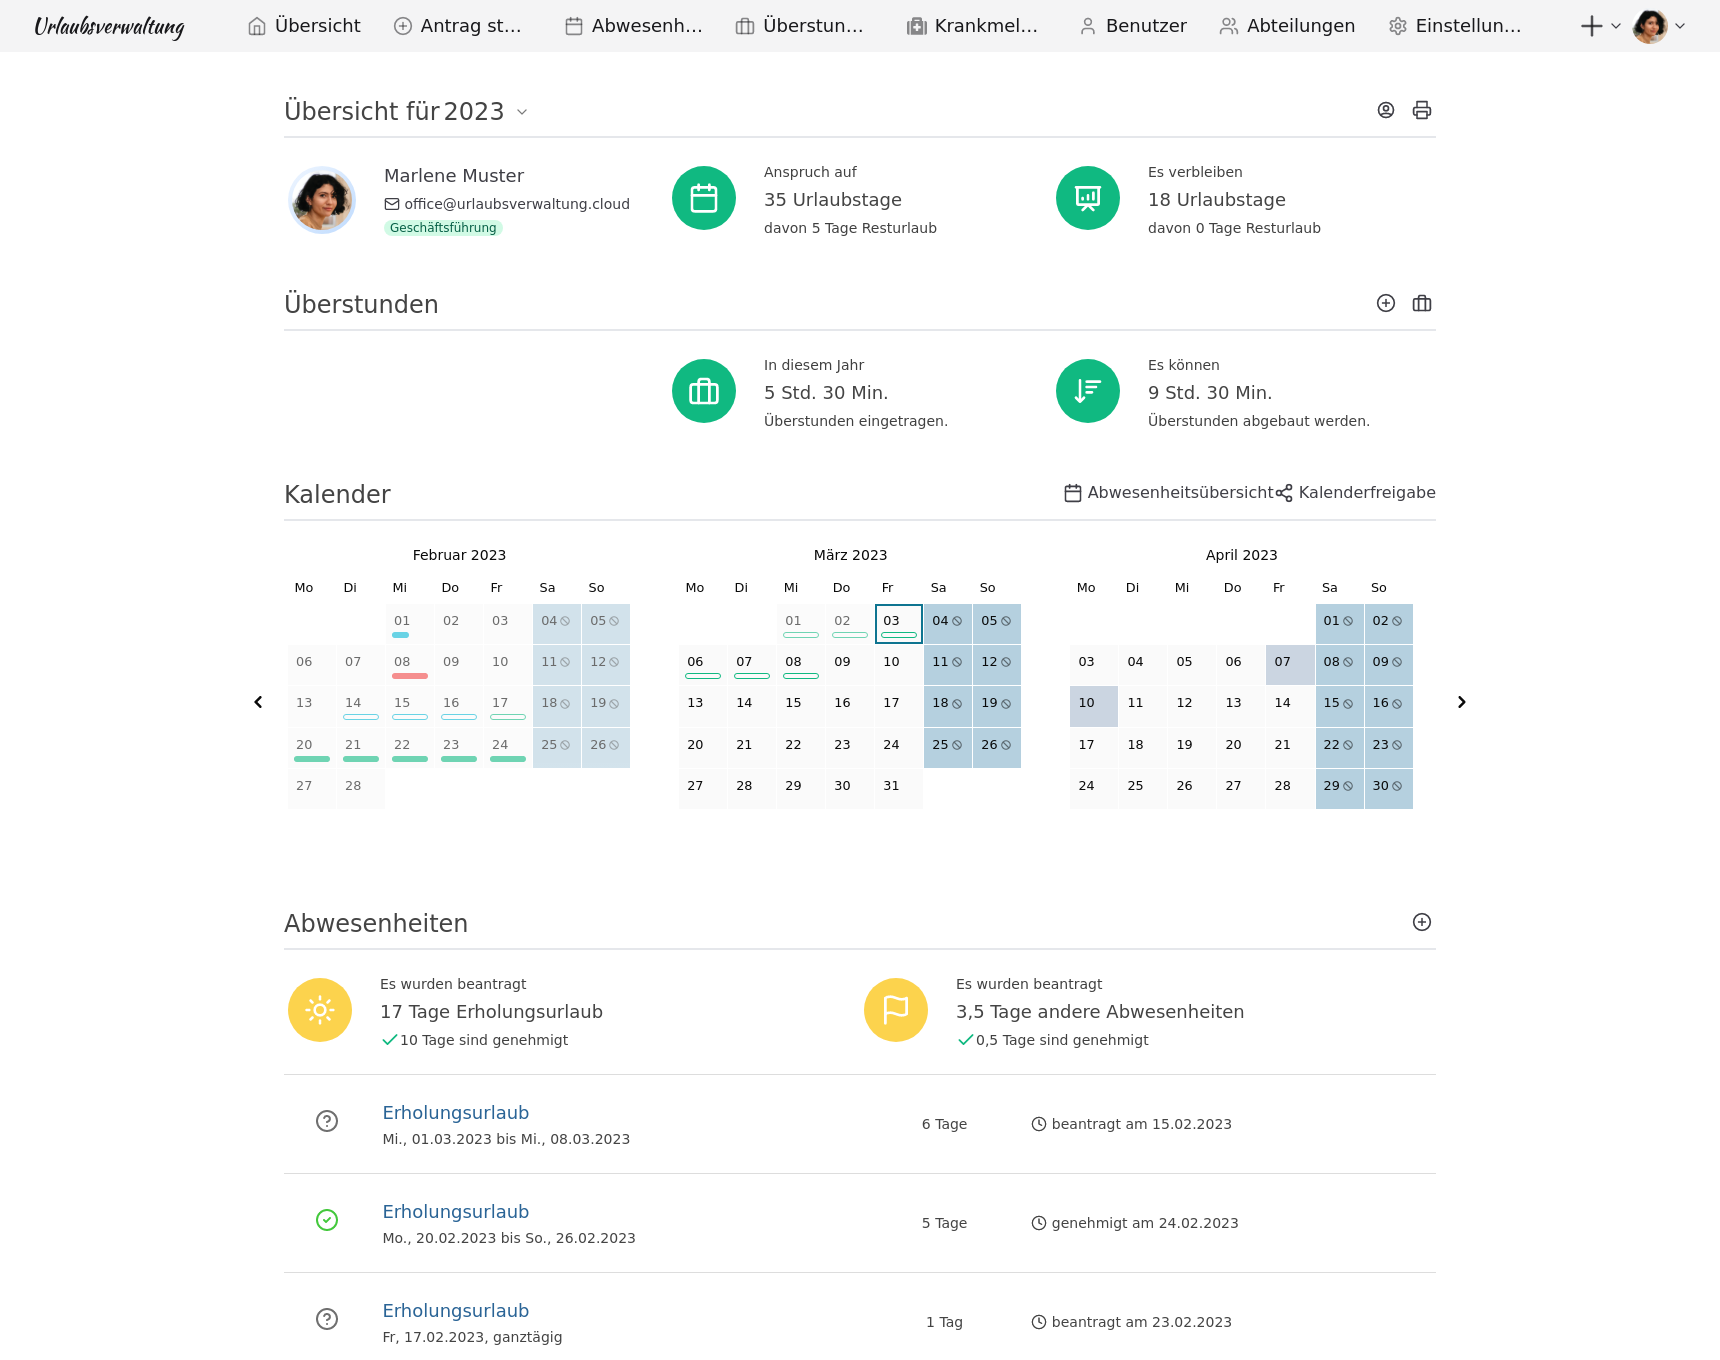 Urlaubsverwaltung Übersicht Antrag st… Abwesenh… Überstun… Krankmel… Benutzer Abteilungen Einstellun…
Übersicht für 2023
Marlene Muster
office@urlaubsverwaltung.cloud
Geschäftsführung
Anspruch auf
35 Urlaubstage
davon 5 Tage Resturlaub
Es verbleiben
18 Urlaubstage
davon 0 Tage Resturlaub
Überstunden
In diesem Jahr
5 Std. 30 Min.
Überstunden eingetragen.
Es können
9 Std. 30 Min.
Überstunden abgebaut werden.
Kalender
Abwesenheitsübersicht Kalenderfreigabe
Februar 2023
Mo Di Mi Do Fr Sa So
01 02 03 04 05
06 07 08 09 10 11 12
13 14 15 16 17 18 19
20 21 22 23 24 25 26
27 28
März 2023
Mo Di Mi Do Fr Sa So
01 02 03 04 05
06 07 08 09 10 11 12
13 14 15 16 17 18 19
20 21 22 23 24 25 26
27 28 29 30 31
April 2023
Mo Di Mi Do Fr Sa So
01 02
03 04 05 06 07 08 09
10 11 12 13 14 15 16
17 18 19 20 21 22 23
24 25 26 27 28 29 30
Abwesenheiten
Es wurden beantragt
17 Tage Erholungsurlaub
10 Tage sind genehmigt
Es wurden beantragt
3,5 Tage andere Abwesenheiten
0,5 Tage sind genehmigt
Erholungsurlaub
Mi., 01.03.2023 bis Mi., 08.03.2023
6 Tage
beantragt am 15.02.2023
Erholungsurlaub
Mo., 20.02.2023 bis So., 26.02.2023
5 Tage
genehmigt am 24.02.2023
Erholungsurlaub
Fr, 17.02.2023, ganztägig
1 Tag
beantragt am 23.02.2023